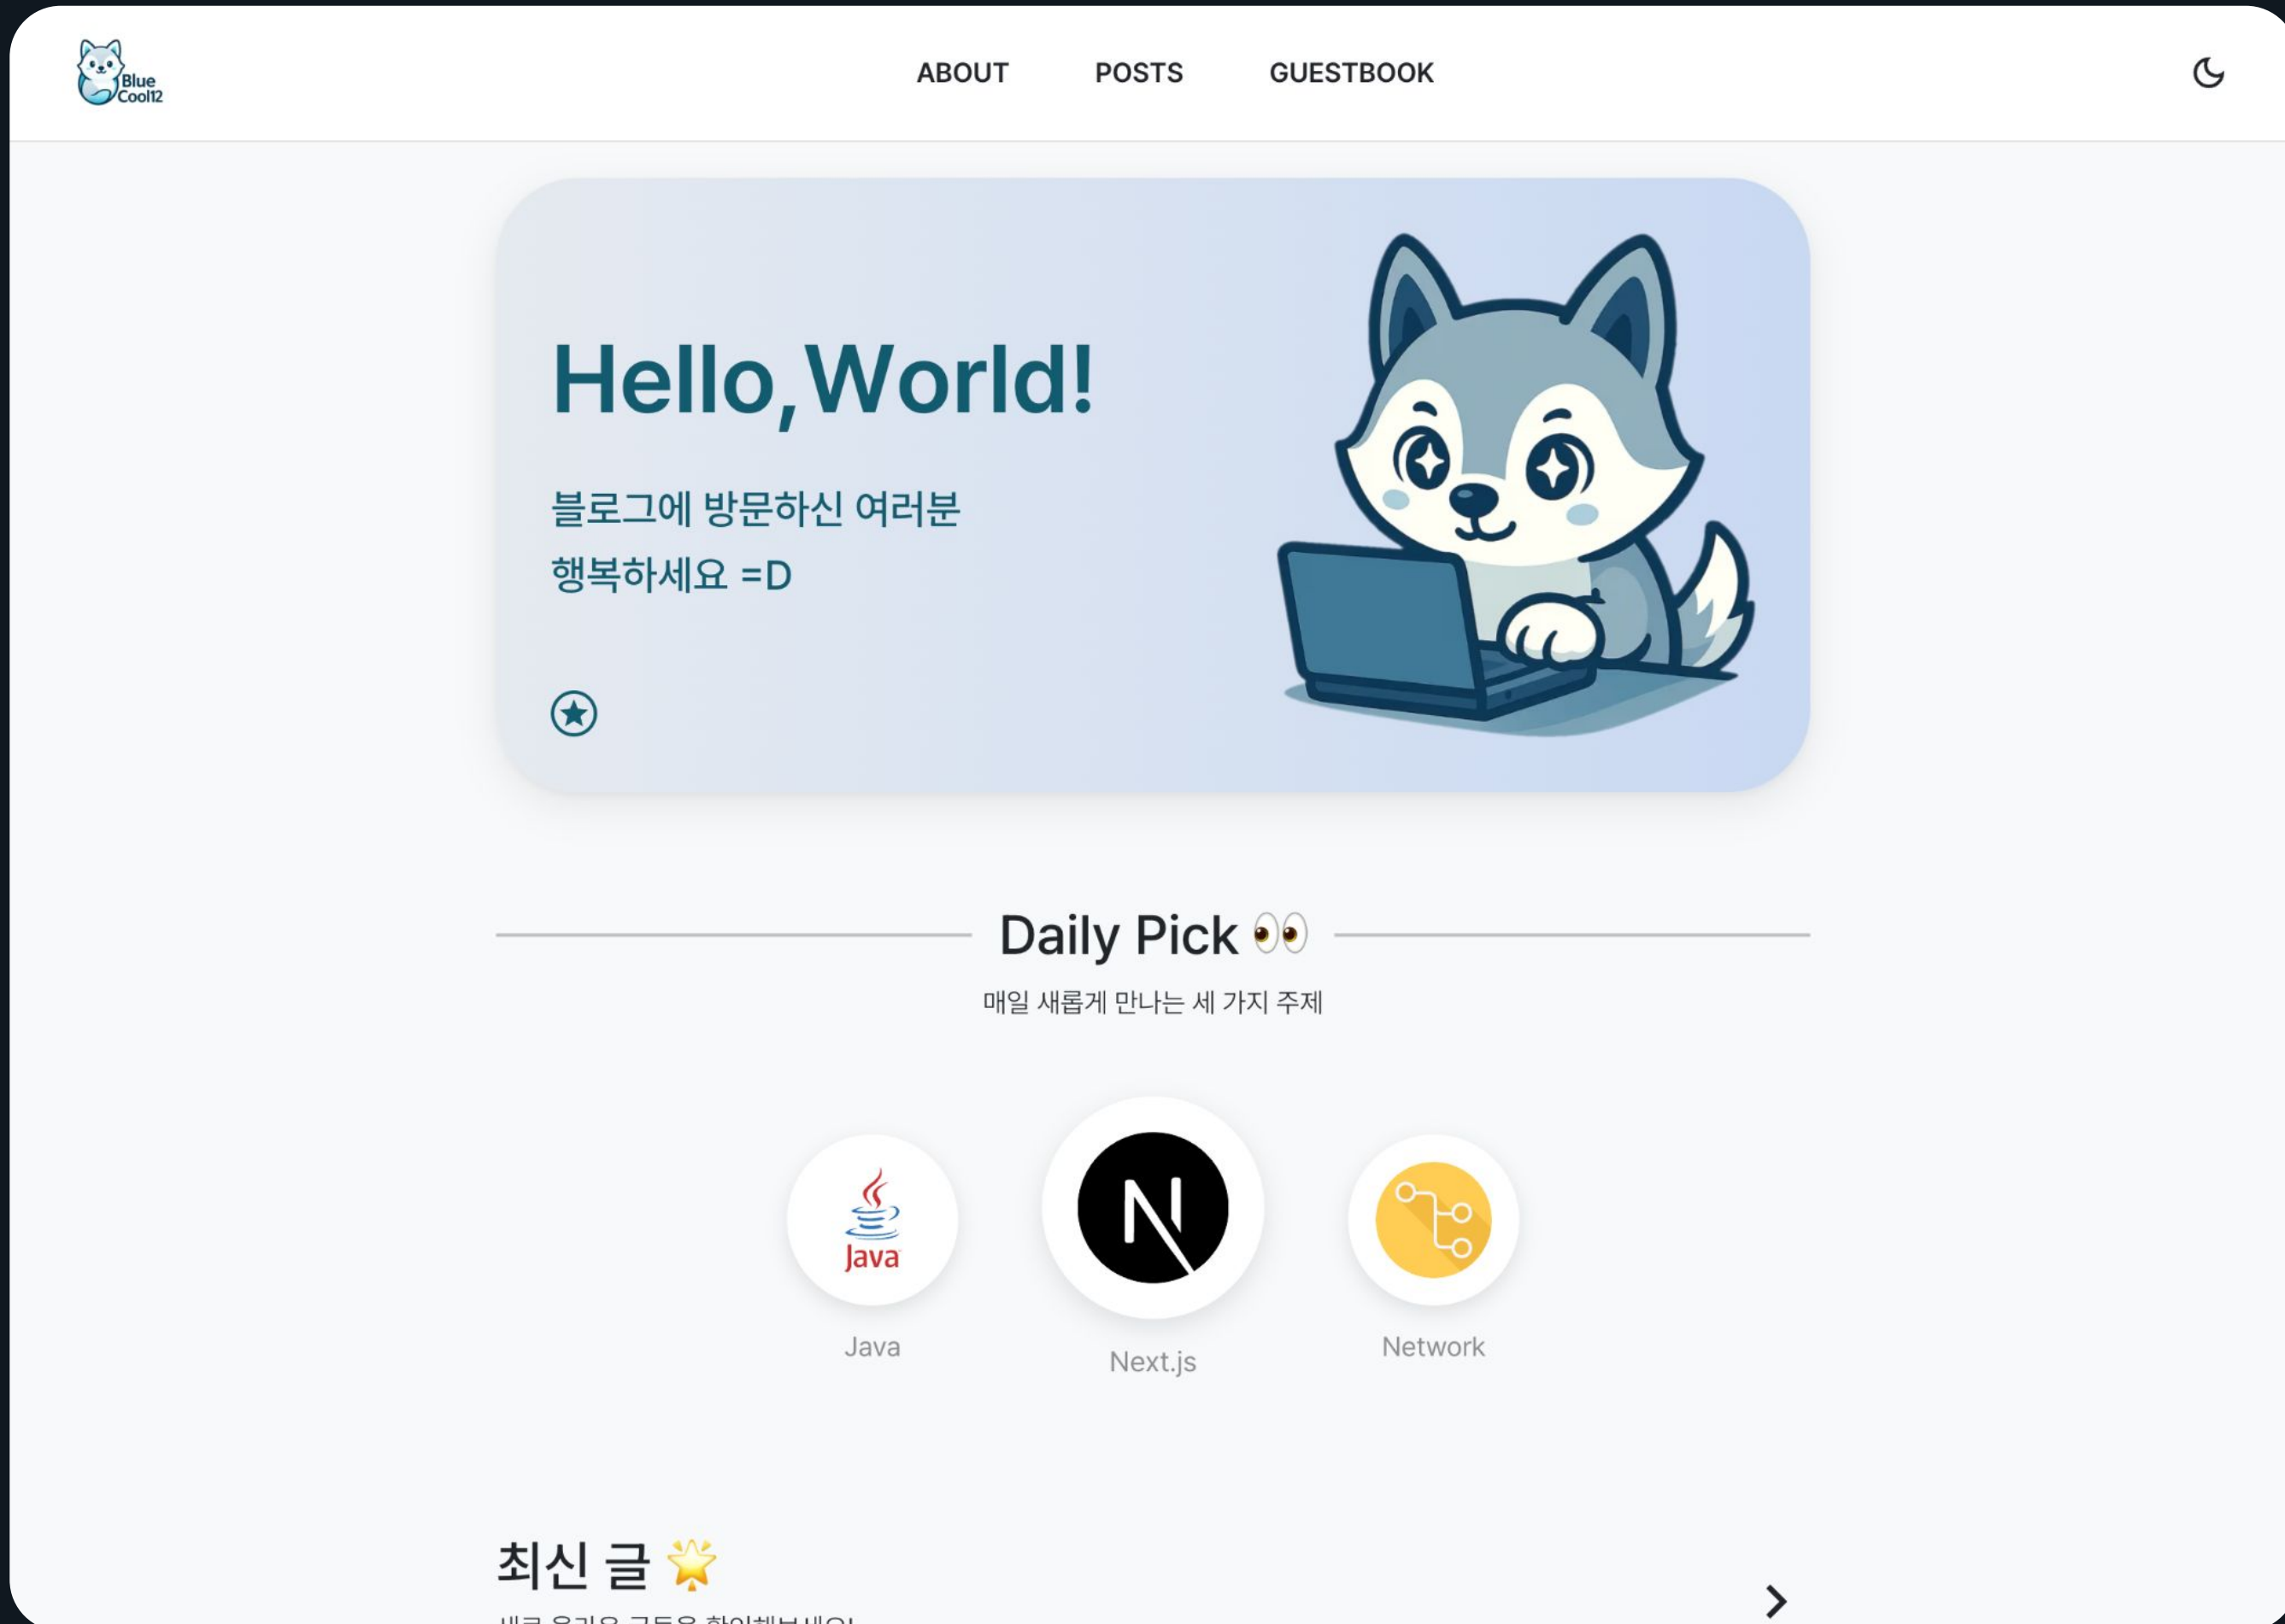 Blue
Cool12
ABOUT POSTS GUESTBOOK
Hello,World!
블로그에 방문하신 여러분
행복하세요 =D
Daily Pick 👀
매일 새롭게 만나는 세 가지 주제
Java
Java
Next.js
Network
최신 글 🌟